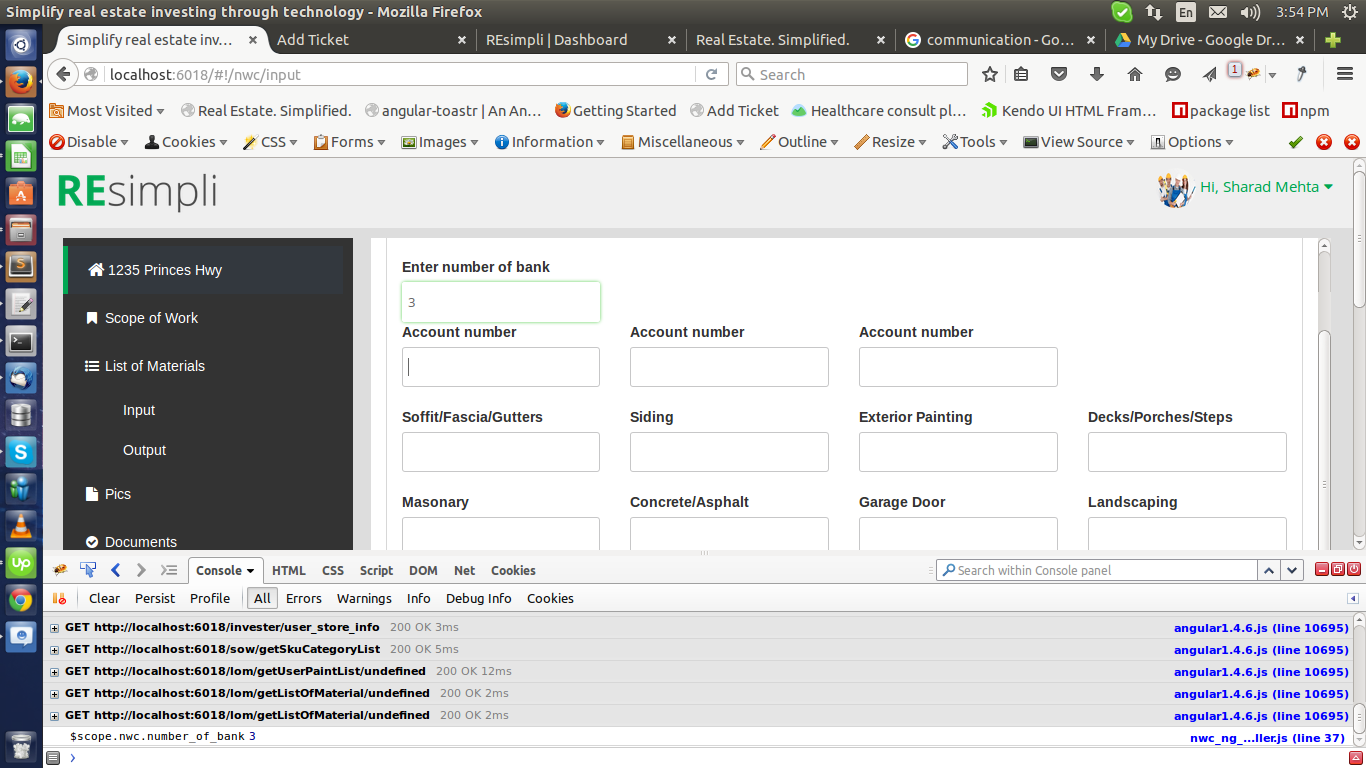 Simplify real estate investing through technology - Mozilla Firefox
En
3:54 PM
Simplify real estate inv... × Add Ticket × REsimpli | Dashboard × Real Estate. Simplified. × communication - Go... × My Drive - Google Dr... ×
localhost:6018/#!/nwc/input
Search
1
Most Visited Real Estate. Simplified. angular-toastr | An An... Getting Started Add Ticket Healthcare consult pl... Kendo UI HTML Fram... package list npm
Disable Cookies CSS Forms Images Information Miscellaneous Outline Resize Tools View Source Options
REsimpli
Hi, Sharad Mehta
1235 Princes Hwy
Scope of Work
List of Materials
Input
Output
Pics
Documents
Enter number of bank
3
Account number Account number Account number
Soffit/Fascia/Gutters Siding Exterior Painting Decks/Porches/Steps
Masonary Concrete/Asphalt Garage Door Landscaping
Console HTML CSS Script DOM Net Cookies
Search within Console panel
Clear Persist Profile All Errors Warnings Info Debug Info Cookies
GET http://localhost:6018/invester/user_store_info 200 OK 3ms angular1.4.6.js (line 10695)
GET http://localhost:6018/sow/getSkuCategoryList 200 OK 5ms angular1.4.6.js (line 10695)
GET http://localhost:6018/lom/getUserPaintList/undefined 200 OK 12ms angular1.4.6.js (line 10695)
GET http://localhost:6018/lom/getListOfMaterial/undefined 200 OK 2ms angular1.4.6.js (line 10695)
GET http://localhost:6018/lom/getListOfMaterial/undefined 200 OK 2ms angular1.4.6.js (line 10695)
$scope.nwc.number_of_bank 3 nwc_ng_...ller.js (line 37)